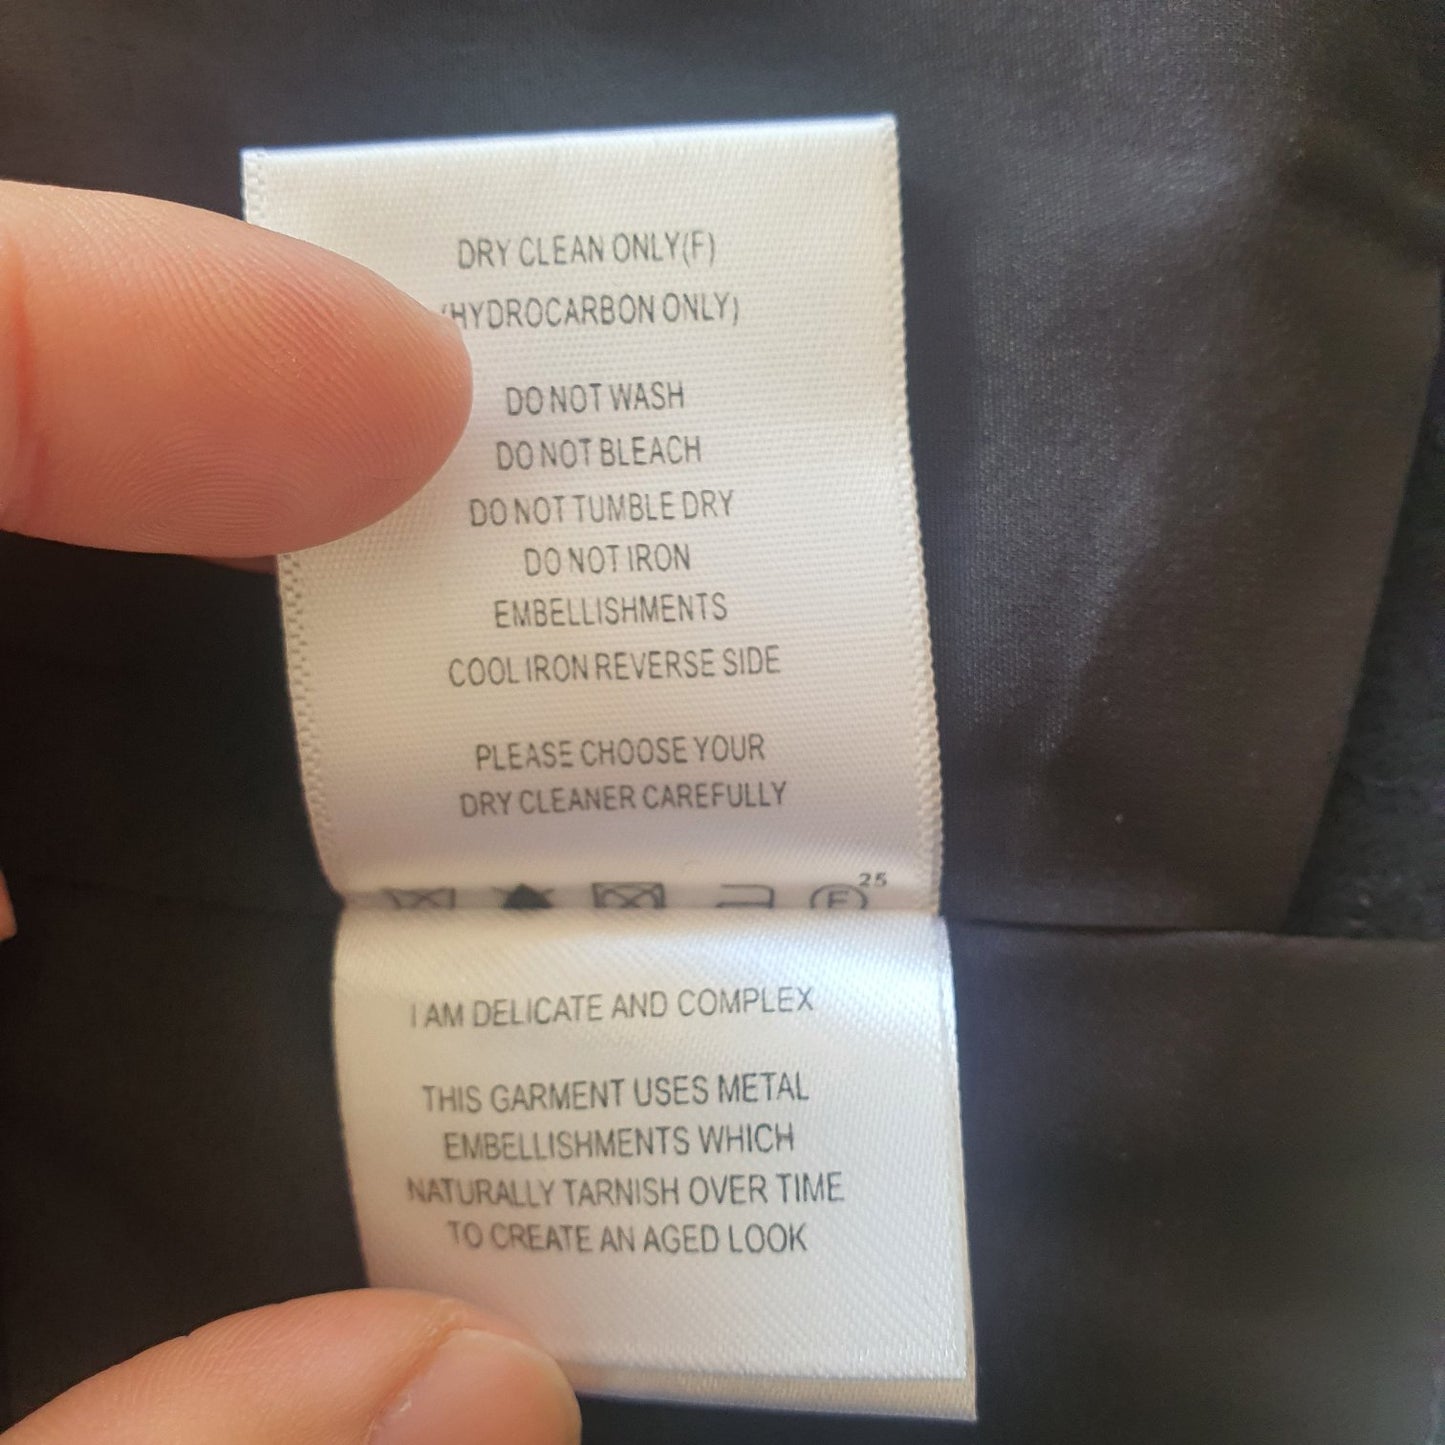 DRY CLEAN ONLY(F)
(HYDROCARBON ONLY)
DO NOT WASH
DO NOT BLEACH
DO NOT TUMBLE DRY
DO NOT IRON
EMBELLISHMENTS
COOL IRON REVERSE SIDE
PLEASE CHOOSE YOUR
DRY CLEANER CAREFULLY
F 25
I AM DELICATE AND COMPLEX
THIS GARMENT USES METAL
EMBELLISHMENTS WHICH
NATURALLY TARNISH OVER TIME
TO CREATE AN AGED LOOK